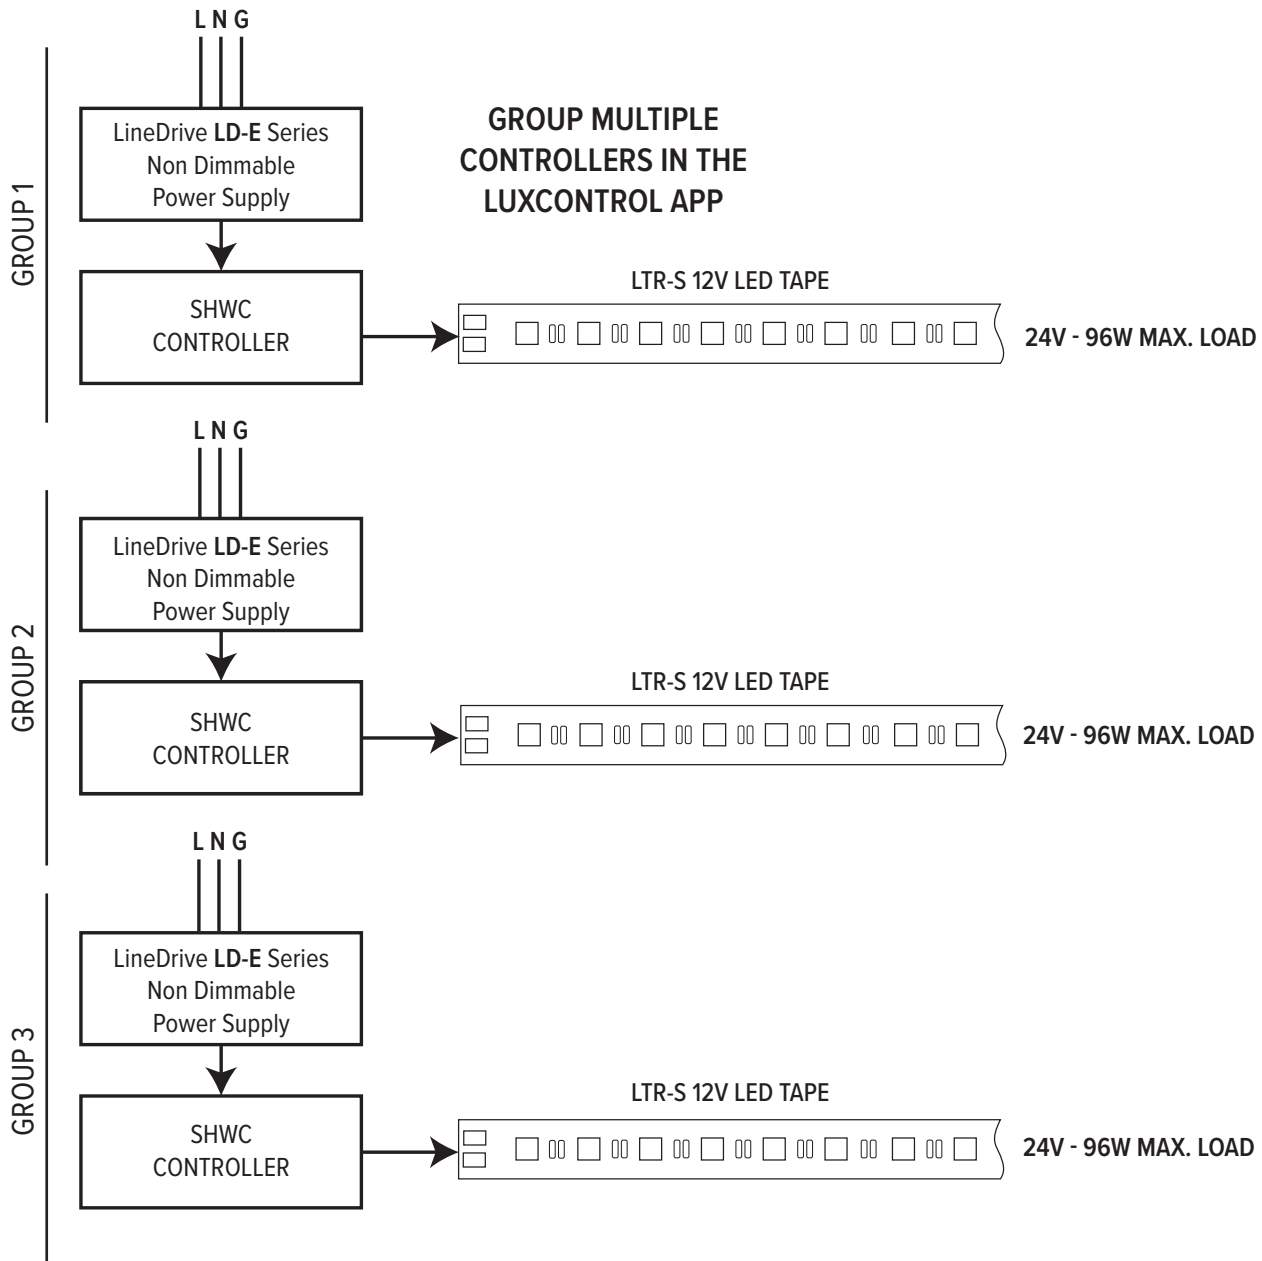 L N G
LineDrive LD-E Series
Non Dimmable
Power Supply
GROUP MULTIPLE
CONTROLLERS IN THE
LUXCONTROL APP
GROUP 1
SHWC
CONTROLLER
LTR-S 12V LED TAPE
24V - 96W MAX. LOAD
L N G
LineDrive LD-E Series
Non Dimmable
Power Supply
GROUP 2
SHWC
CONTROLLER
LTR-S 12V LED TAPE
24V - 96W MAX. LOAD
L N G
LineDrive LD-E Series
Non Dimmable
Power Supply
GROUP 3
SHWC
CONTROLLER
LTR-S 12V LED TAPE
24V - 96W MAX. LOAD